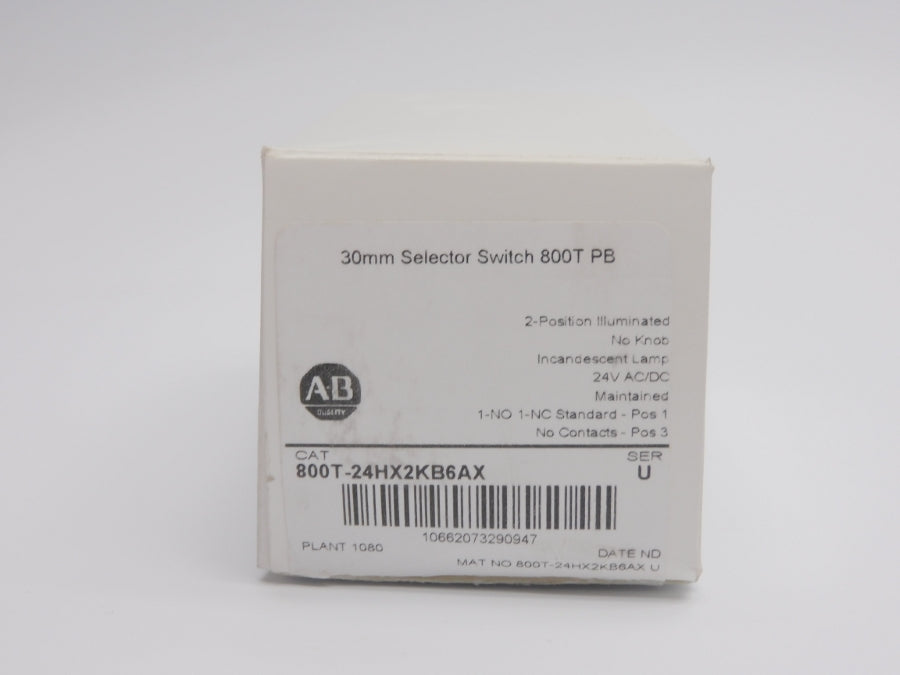 30mm Selector Switch 800T PB
2-Position Illuminated
No Knob
Incandescent Lamp
24V AC/DC
Maintained
1-NO 1-NC Standard - Pos 1
No Contacts - Pos 3
A·B
QUALITY
CAT SER
800T-24HX2KB6AX U
10662073290947
PLANT 1080 DATE ND
MAT NO 800T-24HX2KB6AX U